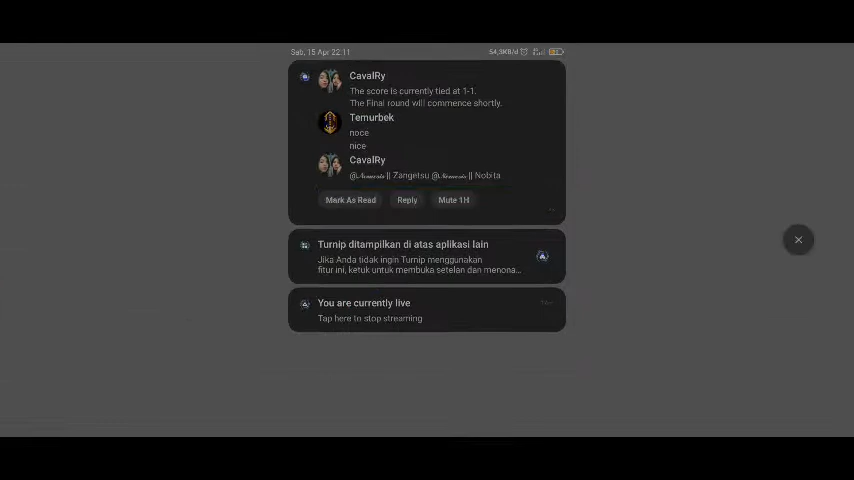 Sab, 15 Apr 22.11
54,3KB/d
CavalRy
The score is currently tied at 1-1.
The Final round will commence shortly.
Temurbek
noce
nice
CavalRy
|| Zangetsu || Nobita
Mark As Read Reply Mute 1H
Turnip ditampilkan di atas aplikasi lain
Jika Anda tidak ingin Turnip menggunakan
fitur ini, ketuk untuk membuka setelan dan menona...
You are currently live
Tap here to stop streaming